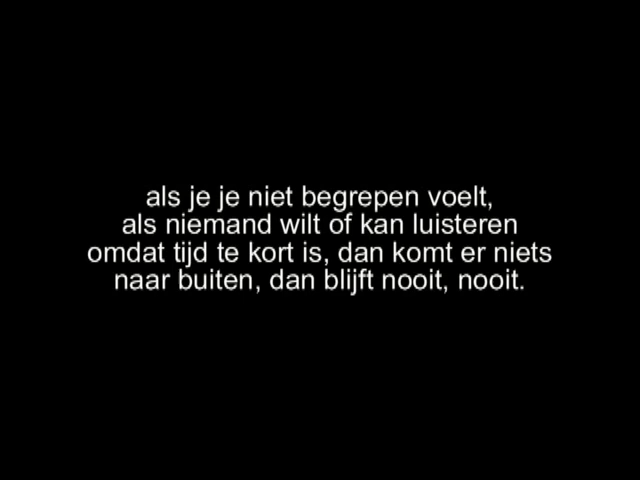 als je je niet begrepen voelt,
als niemand wilt of kan luisteren
omdat tijd te kort is, dan komt er niets
naar buiten, dan blijft nooit, nooit.